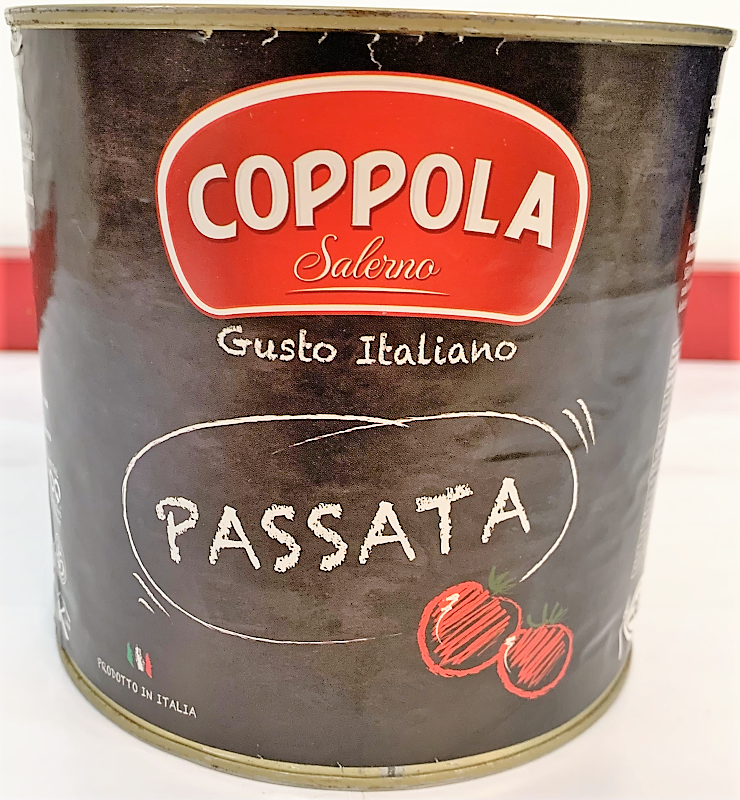 COPPOLA
Salerno
Gusto Italiano
PASSATA
PRODOTTO IN ITALIA